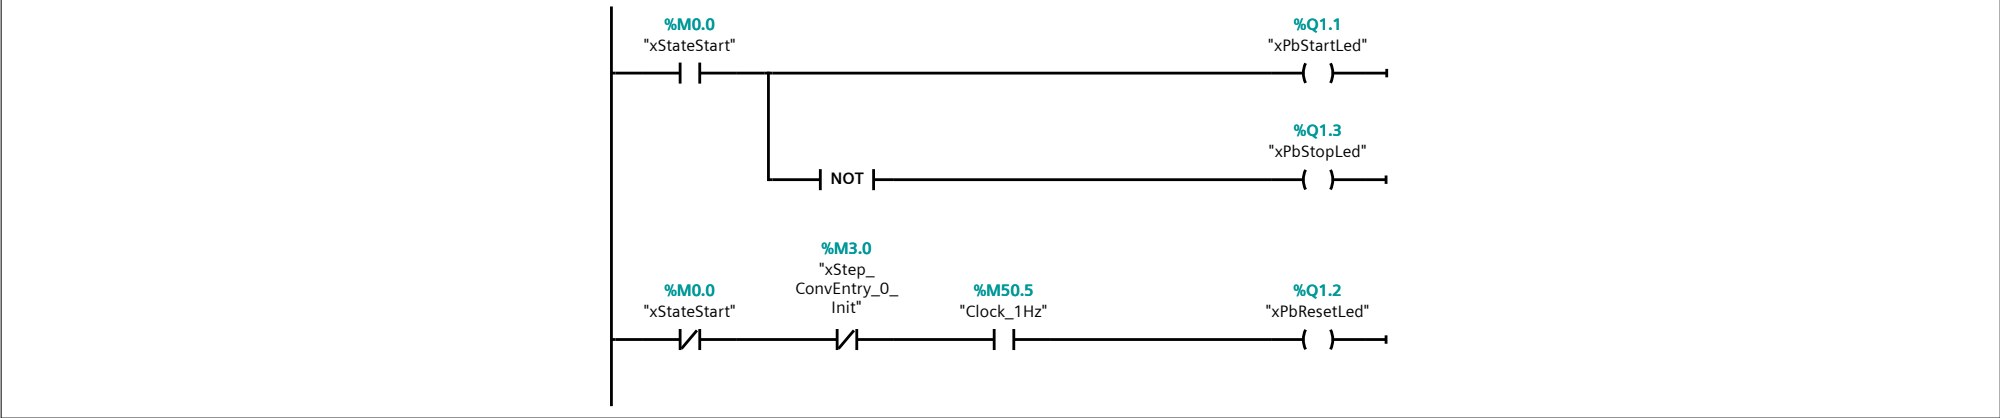 %M0.0
"xStateStart"
%Q1.1
"xPbStartLed"
%Q1.3
"xPbStopLed"
NOT
%M0.0
"xStateStart"
%M3.0
"xStep_
ConvEntry_0_
Init"
%M50.5
"Clock_1Hz"
%Q1.2
"xPbResetLed"